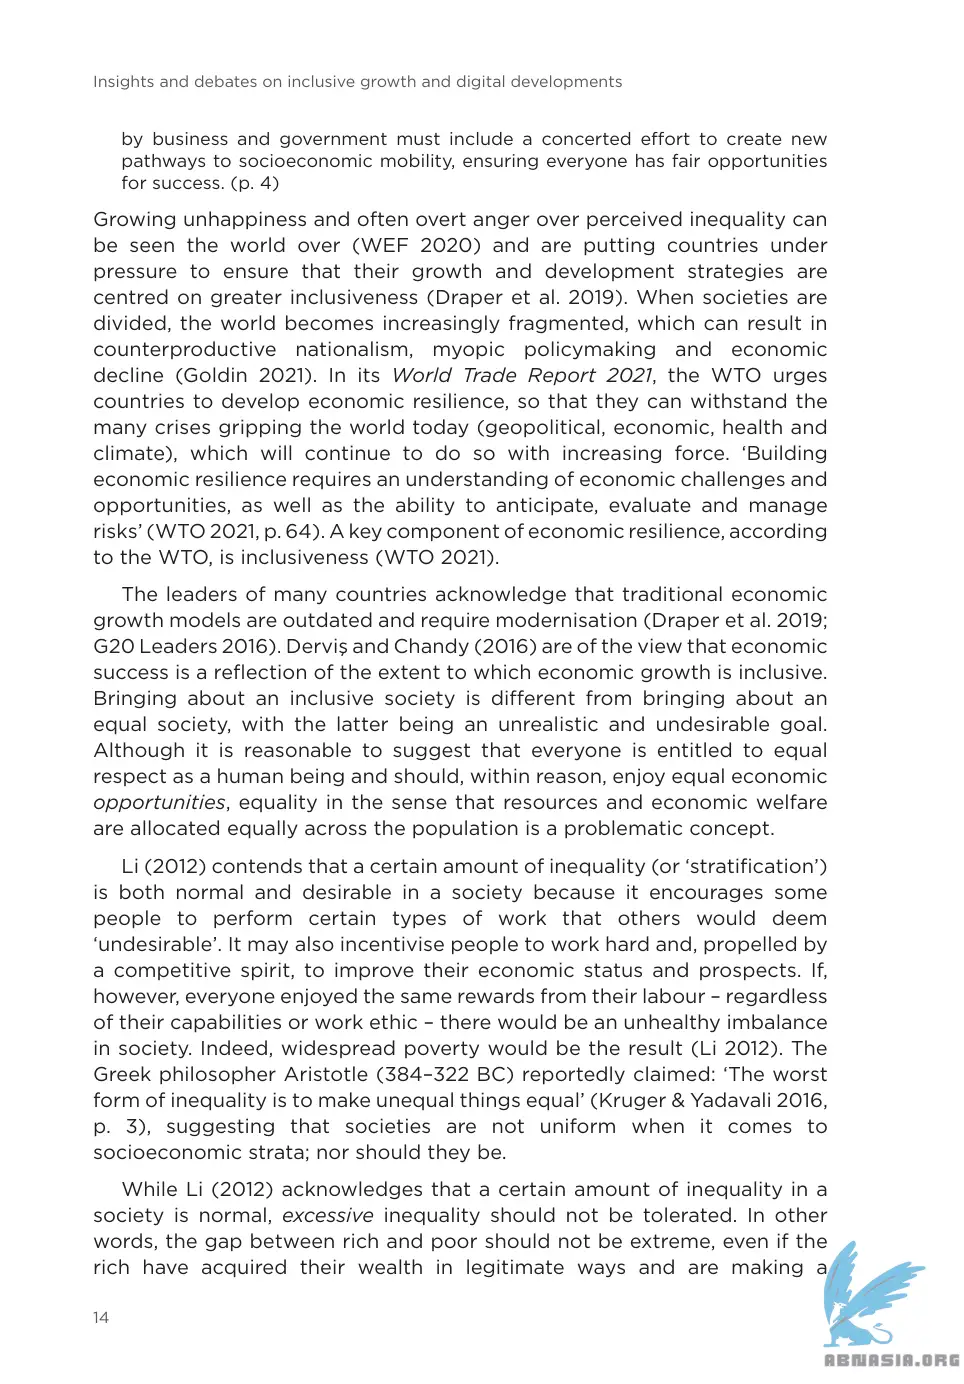 Insights and debates on inclusive growth and digital developments
by business and government must include a concerted effort to create new
pathways to socioeconomic mobility, ensuring everyone has fair opportunities
for success. (p. 4)
Growing unhappiness and often overt anger over perceived inequality can
be seen the world over (WEF 2020) and are putting countries under
pressure to ensure that their growth and development strategies are
centred on greater inclusiveness (Draper et al. 2019). When societies are
divided, the world becomes increasingly fragmented, which can result in
counterproductive nationalism, myopic policymaking and economic
decline (Goldin 2021). In its World Trade Report 2021, the WTO urges
countries to develop economic resilience, so that they can withstand the
many crises gripping the world today (geopolitical, economic, health and
climate), which will continue to do so with increasing force. ‘Building
economic resilience requires an understanding of economic challenges and
opportunities, as well as the ability to anticipate, evaluate and manage
risks’ (WTO 2021, p. 64). A key component of economic resilience, according
to the WTO, is inclusiveness (WTO 2021).
The leaders of many countries acknowledge that traditional economic
growth models are outdated and require modernisation (Draper et al. 2019;
G20 Leaders 2016). Derviş and Chandy (2016) are of the view that economic
success is a reflection of the extent to which economic growth is inclusive.
Bringing about an inclusive society is different from bringing about an
equal society, with the latter being an unrealistic and undesirable goal.
Although it is reasonable to suggest that everyone is entitled to equal
respect as a human being and should, within reason, enjoy equal economic
opportunities, equality in the sense that resources and economic welfare
are allocated equally across the population is a problematic concept.
Li (2012) contends that a certain amount of inequality (or ‘stratification’)
is both normal and desirable in a society because it encourages some
people to perform certain types of work that others would deem
‘undesirable’. It may also incentivise people to work hard and, propelled by
a competitive spirit, to improve their economic status and prospects. If,
however, everyone enjoyed the same rewards from their labour – regardless
of their capabilities or work ethic – there would be an unhealthy imbalance
in society. Indeed, widespread poverty would be the result (Li 2012). The
Greek philosopher Aristotle (384–322 BC) reportedly claimed: ‘The worst
form of inequality is to make unequal things equal’ (Kruger & Yadavali 2016,
p. 3), suggesting that societies are not uniform when it comes to
socioeconomic strata; nor should they be.
While Li (2012) acknowledges that a certain amount of inequality in a
society is normal, excessive inequality should not be tolerated. In other
words, the gap between rich and poor should not be extreme, even if the
rich have acquired their wealth in legitimate ways and are making a
14
ABNASIA.ORG